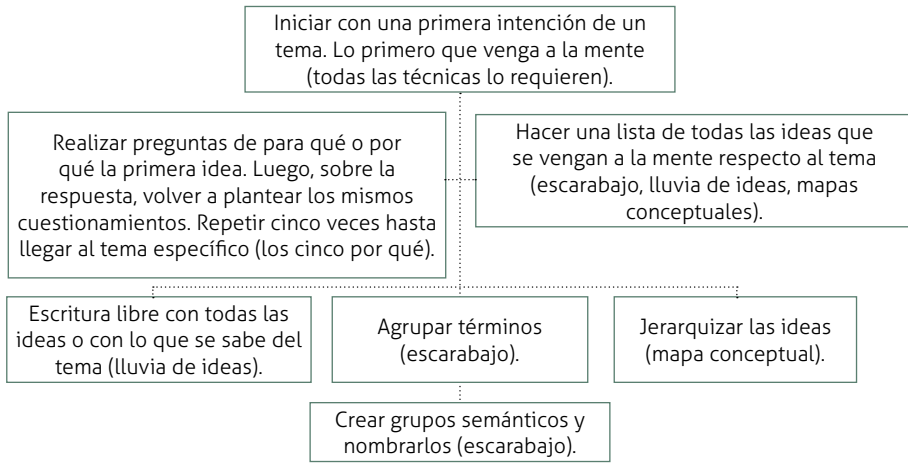 Iniciar con una primera intención de un
tema. Lo primero que venga a la mente
(todas las técnicas lo requieren).
Realizar preguntas de para qué o por
qué la primera idea. Luego, sobre la
respuesta, volver a plantear los mismos
cuestionamientos. Repetir cinco veces hasta
llegar al tema específico (los cinco por qué).
Hacer una lista de todas las ideas que
se vengan a la mente respecto al tema
(escarabajo, lluvia de ideas, mapas
conceptuales).
Escritura libre con todas las
ideas o con lo que se sabe del
tema (lluvia de ideas).
Agrupar términos
(escarabajo).
Jerarquizar las ideas
(mapa conceptual).
Crear grupos semánticos y
nombrarlos (escarabajo).